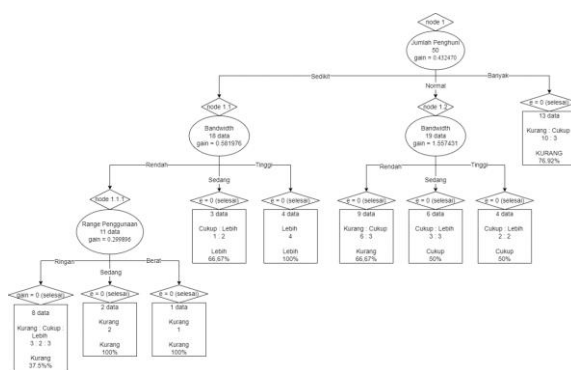 node 1
Jumlah Penghuni
50
gain = 0.432470
Sedikit
Normal
Banyak
node 1.1
Bandwidth
18 data
gain = 0.581976
node 1.2
Bandwidth
19 data
gain = 1.557431
e = 0 (selesai)
13 data
Kurang : Cukup
10 : 3
KURANG
76,92%
Rendah
Sedang
Tinggi
Rendah
Sedang
Tinggi
node 1.1.1
Range Penggunaan
11 data
gain = 0.299898
e = 0 (selesai)
3 data
Cukup : Lebih
1 : 2
Lebih
66,67%
e = 0 (selesai)
4 data
Lebih
4
Lebih
100%
e = 0 (selesai)
9 data
Kurang : Cukup
6 : 3
Kurang
66,67%
e = 0 (selesai)
6 data
Cukup : Lebih
3 : 3
Cukup
50%
e = 0 (selesai)
4 data
Cukup : Lebih
2 : 2
Cukup
50%
Ringan
Sedang
Berat
gain = 0 (selesai)
8 data
Kurang : Cukup :
Lebih
3 : 2 : 3
Kurang
37.5%%
e = 0 (selesai)
2 data
Kurang
2
Kurang
100%
e = 0 (selesai)
1 data
Kurang
1
Kurang
100%